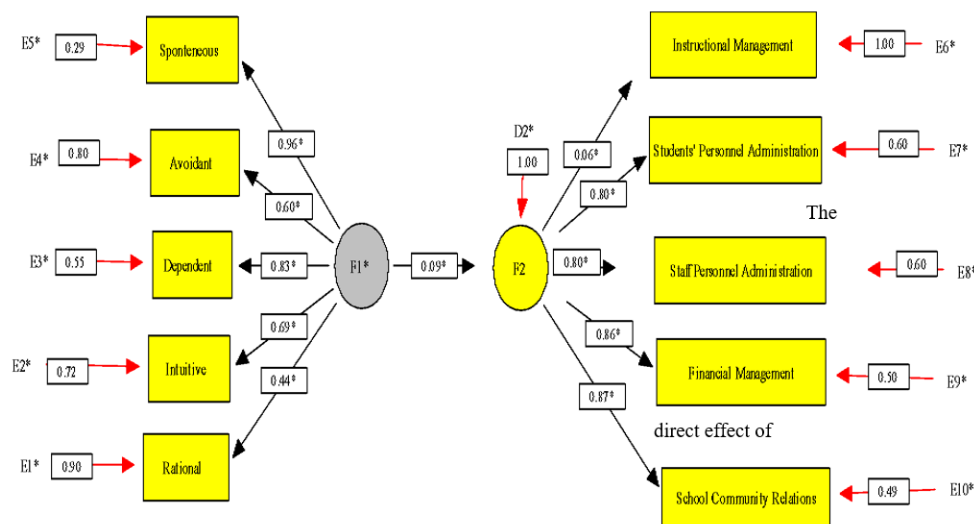 E5*
0.29
Sponteneous
Instructional Management
1.00
E6*
0.96*
D2*
1.00
0.06*
E4*
0.80
Avoidant
Students' Personnel Administration
0.60
E7*
0.60*
0.80*
The
E3*
0.55
Dependent
0.83*
F1*
0.09*
F2
0.80*
Staff Personnel Administration
0.60
E8*
0.69*
0.86*
E2*
0.72
Intuitive
Financial Management
0.50
E9*
0.44*
0.87*
direct effect of
E1*
0.90
Rational
School Community Relations
0.49
E10*